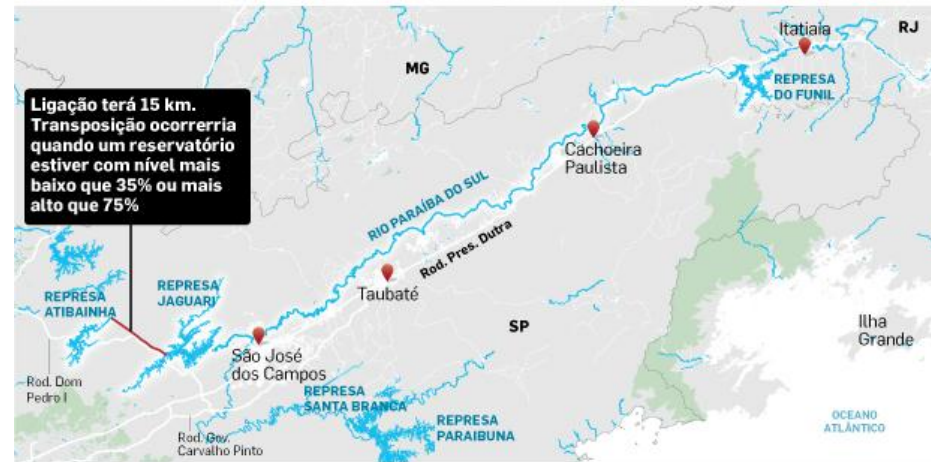 Itatiaia
RJ
MG
REPRESA
DO FUNIL
Ligação terá 15 km.
Transposição ocorrerria
quando um reservatório
estiver com nível mais
baixo que 35% ou mais
alto que 75%
Cachoeira
Paulista
RIO PARAÍBA DO SUL
Rod. Pres. Dutra
REPRESA
JAGUARI
REPRESA
ATIBAINHA
Taubaté
SP
Ilha
Grande
São José
dos Campos
Rod. Dom
Pedro I
REPRESA
SANTA BRANCA
REPRESA
PARAIBUNA
OCEANO
ATLÂNTICO
Rod. Gov.
Carvalho Pinto